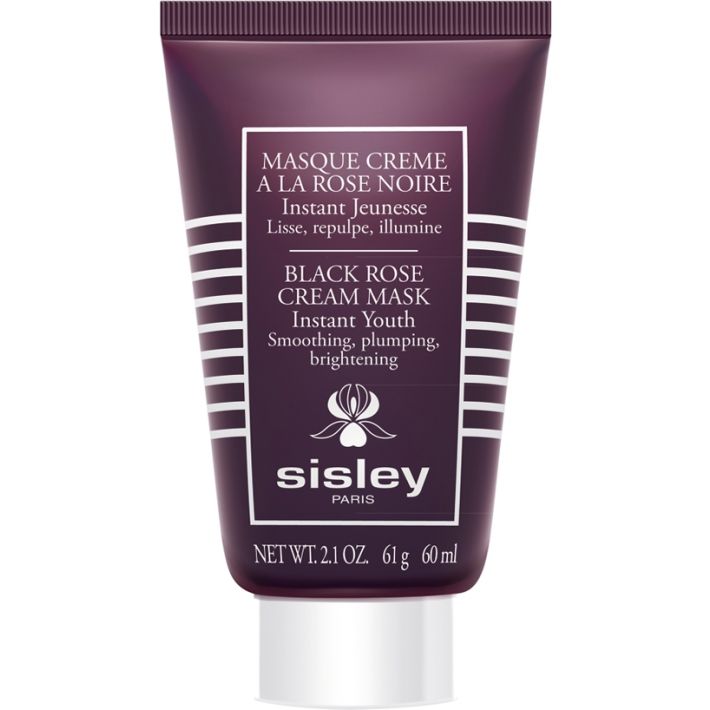 MASQUE CREME
A LA ROSE NOIRE
Instant Jeunesse
Lisse, repulpe, illumine
BLACK ROSE
CREAM MASK
Instant Youth
Smoothing, plumping,
brightening
sisley
PARIS
NET WT. 2.1 OZ. 61 g 60 ml